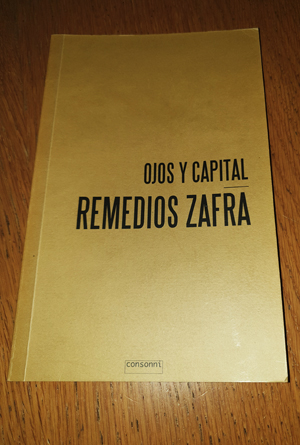 OJOS Y CAPITAL
REMEDIOS ZAFRA
consonni